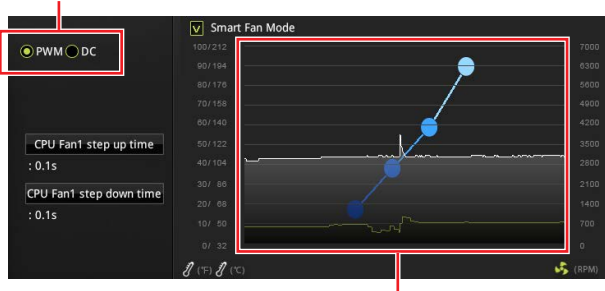 V Smart Fan Mode
PWM DC
100/212 7000
90/194 6300
80/176 5600
70/158 4900
60/140 4200
50/122 3500
40/104 2800
30/ 86 2100
20/ 68 1400
10/ 50 700
0/ 32 0
CPU Fan1 step up time
: 0.1s
CPU Fan1 step down time
: 0.1s
(°F) (°C) (RPM)